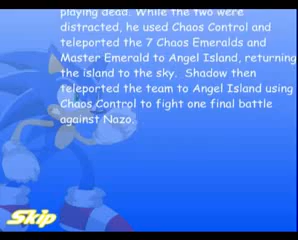 playing dead. While the two were
distracted, he used Chaos Control and
teleported the 7 Chaos Emeralds and
Master Emerald to Angel Island, returning
the island to the sky.  Shadow then
teleported the team to Angel Island using
Chaos Control to fight one final battle
against Nazo.
Skip